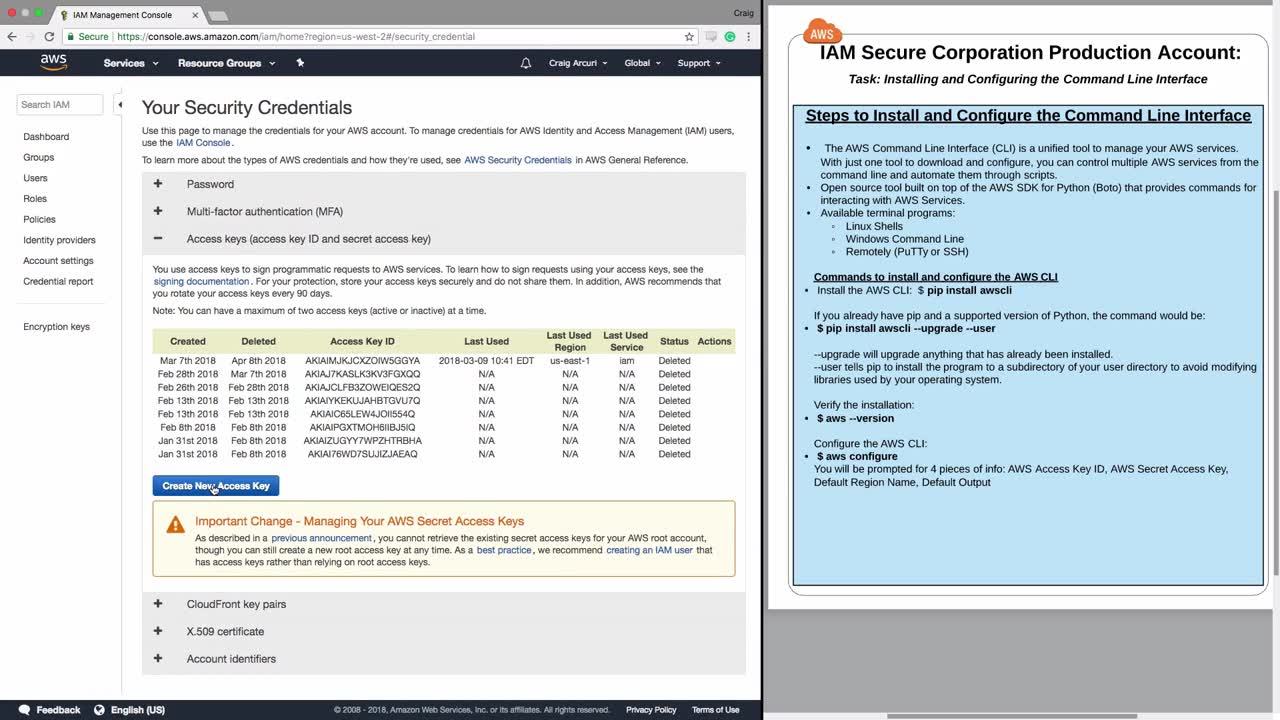 IAM Management Console
Craig
Secure | https://console.aws.amazon.com/iam/home?region=us-west-2#/security_credential
aws Services Resource Groups Craig Arcuri Global Support
Search IAM
Dashboard
Groups
Users
Roles
Policies
Identity providers
Account settings
Credential report
Encryption keys
Your Security Credentials
Use this page to manage the credentials for your AWS account. To manage credentials for AWS Identity and Access Management (IAM) users,
use the IAM Console.
To learn more about the types of AWS credentials and how they're used, see AWS Security Credentials in AWS General Reference.
+ Password
+ Multi-factor authentication (MFA)
− Access keys (access key ID and secret access key)
You use access keys to sign programmatic requests to AWS services. To learn how to sign requests using your access keys, see the
signing documentation. For your protection, store your access keys securely and do not share them. In addition, AWS recommends that
you rotate your access keys every 90 days.
Note: You can have a maximum of two access keys (active or inactive) at a time.
Created Deleted Access Key ID Last Used Last Used Region Last Used Service Status Actions
Mar 7th 2018 Apr 8th 2018 AKIAIMJKJCXZOIW5GGYA 2018-03-09 10:41 EDT us-east-1 iam Deleted
Feb 28th 2018 Mar 7th 2018 AKIAJ7KASLK3KV3FGXQQ N/A N/A N/A Deleted
Feb 26th 2018 Feb 28th 2018 AKIAJCLFB3ZOWEIQES2Q N/A N/A N/A Deleted
Feb 13th 2018 Feb 13th 2018 AKIAIYKEKUJAHBTGVU7Q N/A N/A N/A Deleted
Feb 13th 2018 Feb 13th 2018 AKIAIC65LEW4JOII554Q N/A N/A N/A Deleted
Feb 8th 2018 Feb 8th 2018 AKIAIPGXTMOH6IIBJ5IQ N/A N/A N/A Deleted
Jan 31st 2018 Feb 8th 2018 AKIAIZUGYY7WPZHTRBHA N/A N/A N/A Deleted
Jan 31st 2018 Feb 8th 2018 AKIAI76WD7SUJIZJAEAQ N/A N/A N/A Deleted
Create New Access Key
Important Change - Managing Your AWS Secret Access Keys
As described in a previous announcement, you cannot retrieve the existing secret access keys for your AWS root account,
though you can still create a new root access key at any time. As a best practice, we recommend creating an IAM user that
has access keys rather than relying on root access keys.
+ CloudFront key pairs
+ X.509 certificate
+ Account identifiers
Feedback English (US) © 2008 - 2018, Amazon Web Services, Inc. or its affiliates. All rights reserved. Privacy Policy Terms of Use
AWS
IAM Secure Corporation Production Account:
Task: Installing and Configuring the Command Line Interface
Steps to Install and Configure the Command Line Interface
• The AWS Command Line Interface (CLI) is a unified tool to manage your AWS services.
With just one tool to download and configure, you can control multiple AWS services from the
command line and automate them through scripts.
• Open source tool built on top of the AWS SDK for Python (Boto) that provides commands for
interacting with AWS Services.
• Available terminal programs:
◦ Linux Shells
◦ Windows Command Line
◦ Remotely (PuTTy or SSH)
Commands to install and configure the AWS CLI
• Install the AWS CLI: $ pip install awscli
If you already have pip and a supported version of Python, the command would be:
• $ pip install awscli --upgrade --user
--upgrade will upgrade anything that has already been installed.
--user tells pip to install the program to a subdirectory of your user directory to avoid modifying
libraries used by your operating system.
Verify the installation:
• $ aws --version
Configure the AWS CLI:
• $ aws configure
You will be prompted for 4 pieces of info: AWS Access Key ID, AWS Secret Access Key,
Default Region Name, Default Output